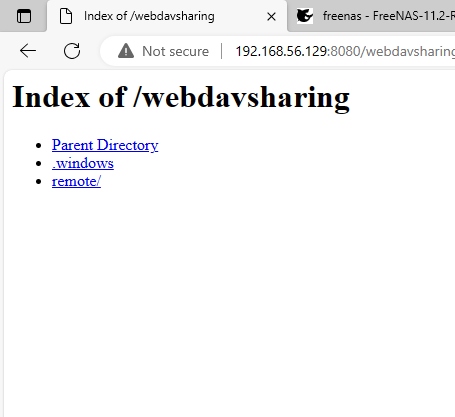 Index of /webdavsharing
freenas - FreeNAS-11.2-R
Not secure
192.168.56.129:8080/webdavsharing
Index of /webdavsharing
Parent Directory
.windows
remote/